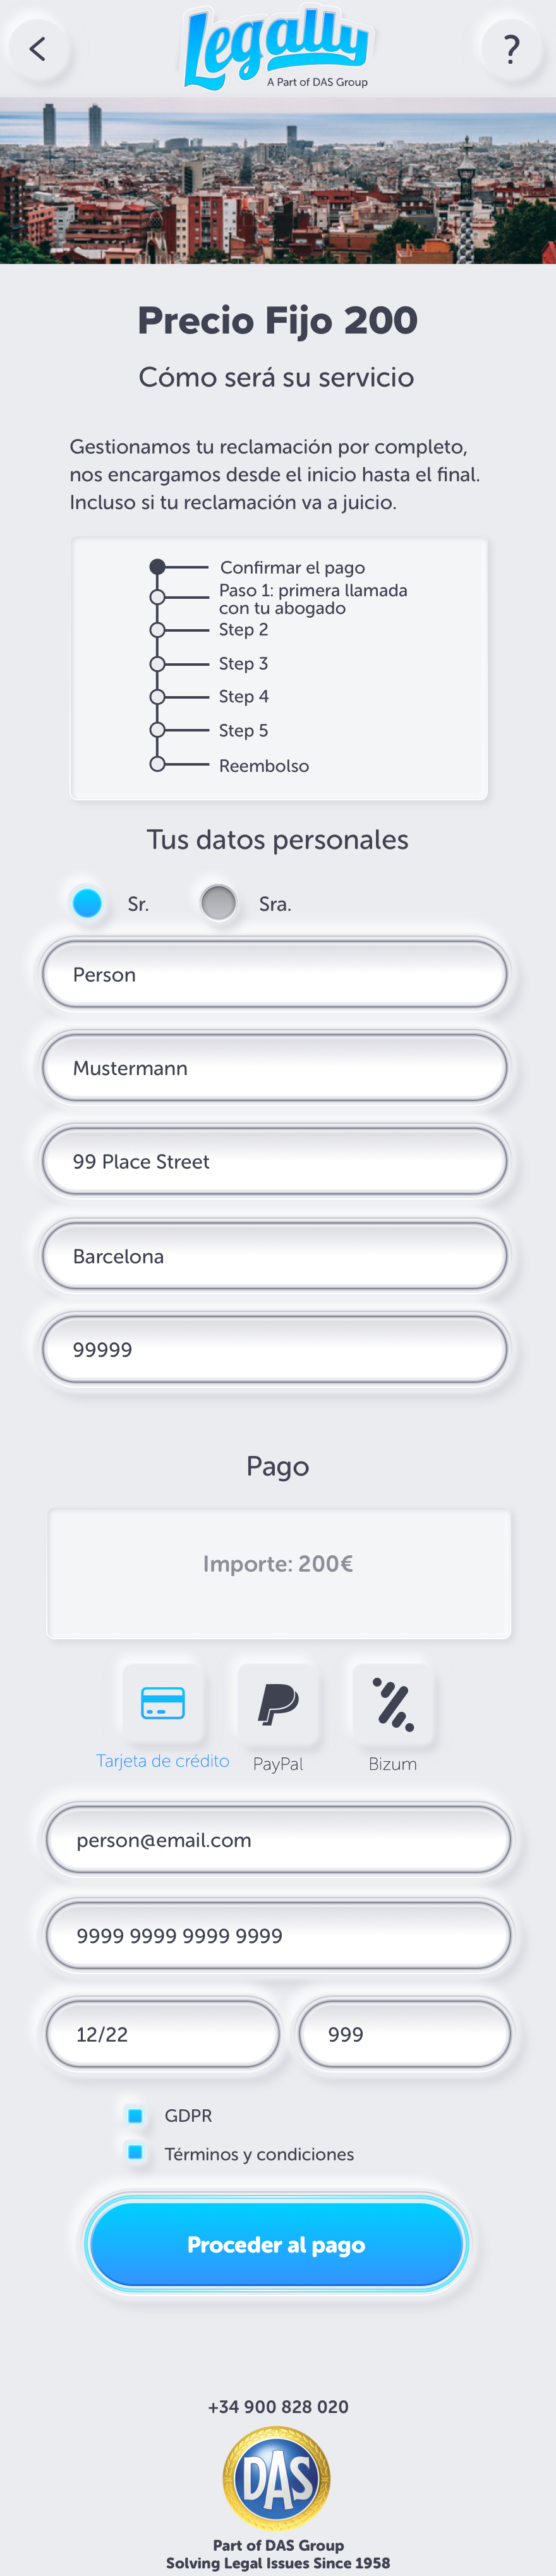 Legally
A Part of DAS Group
?
Precio Fijo 200
Cómo será su servicio
Gestionamos tu reclamación por completo,
nos encargamos desde el inicio hasta el final.
Incluso si tu reclamación va a juicio.
Confirmar el pago
Paso 1: primera llamada
con tu abogado
Step 2
Step 3
Step 4
Step 5
Reembolso
Tus datos personales
Sr. Sra.
Person
Mustermann
99 Place Street
Barcelona
99999
Pago
Importe: 200€
Tarjeta de crédito PayPal Bizum
person@email.com
9999 9999 9999 9999
12/22 999
GDPR
Términos y condiciones
Proceder al pago
+34 900 828 020
DAS
Part of DAS Group
Solving Legal Issues Since 1958